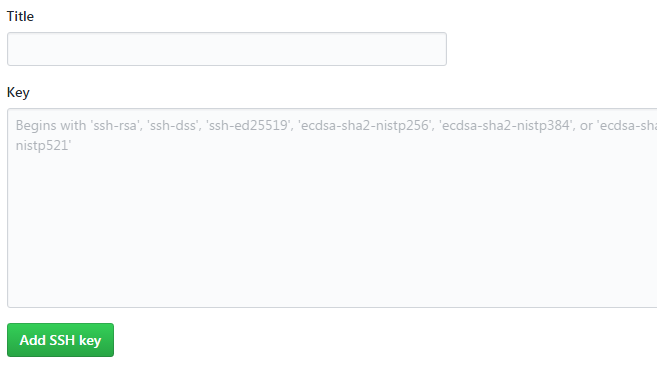 Title
Key
Begins with 'ssh-rsa', 'ssh-dss', 'ssh-ed25519', 'ecdsa-sha2-nistp256', 'ecdsa-sha2-nistp384', or 'ecdsa-sha
nistp521'
Add SSH key